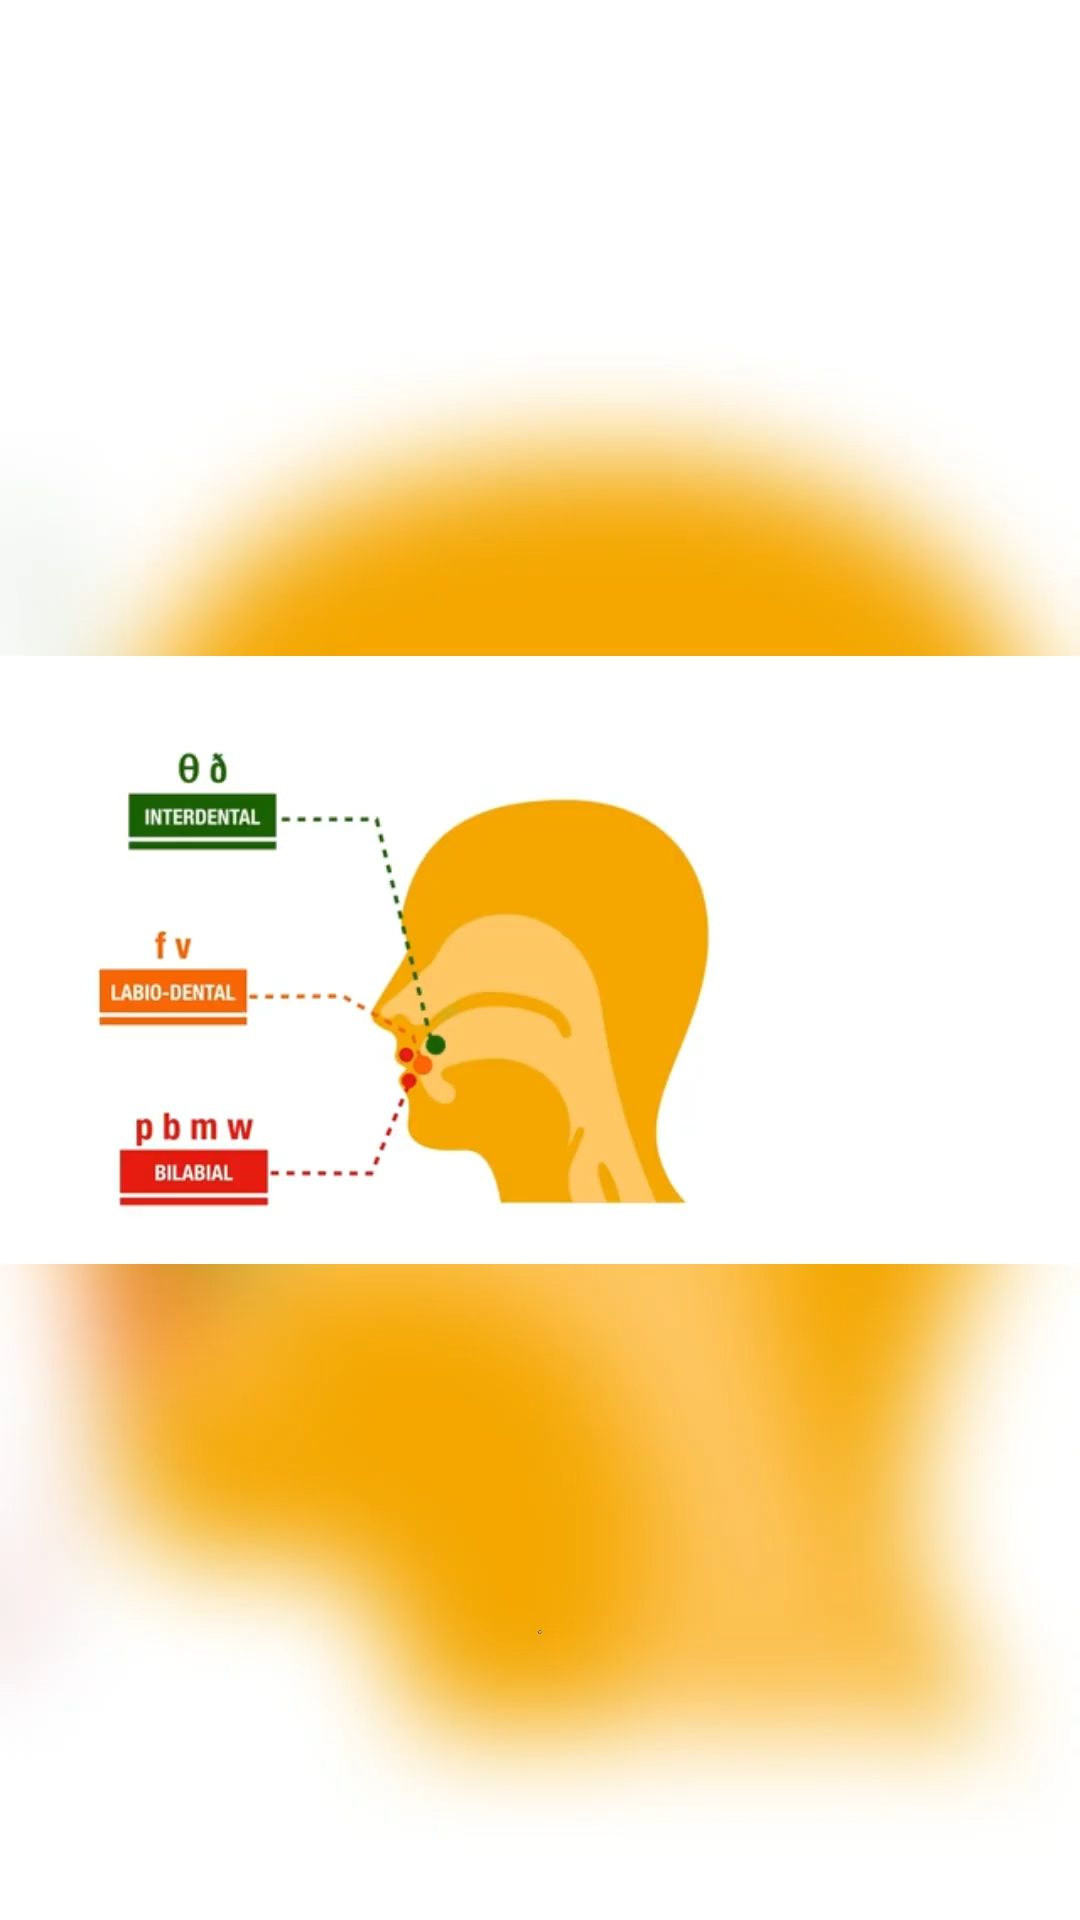 θ ð
INTERDENTAL
f v
LABIO-DENTAL
p b m w
BILABIAL